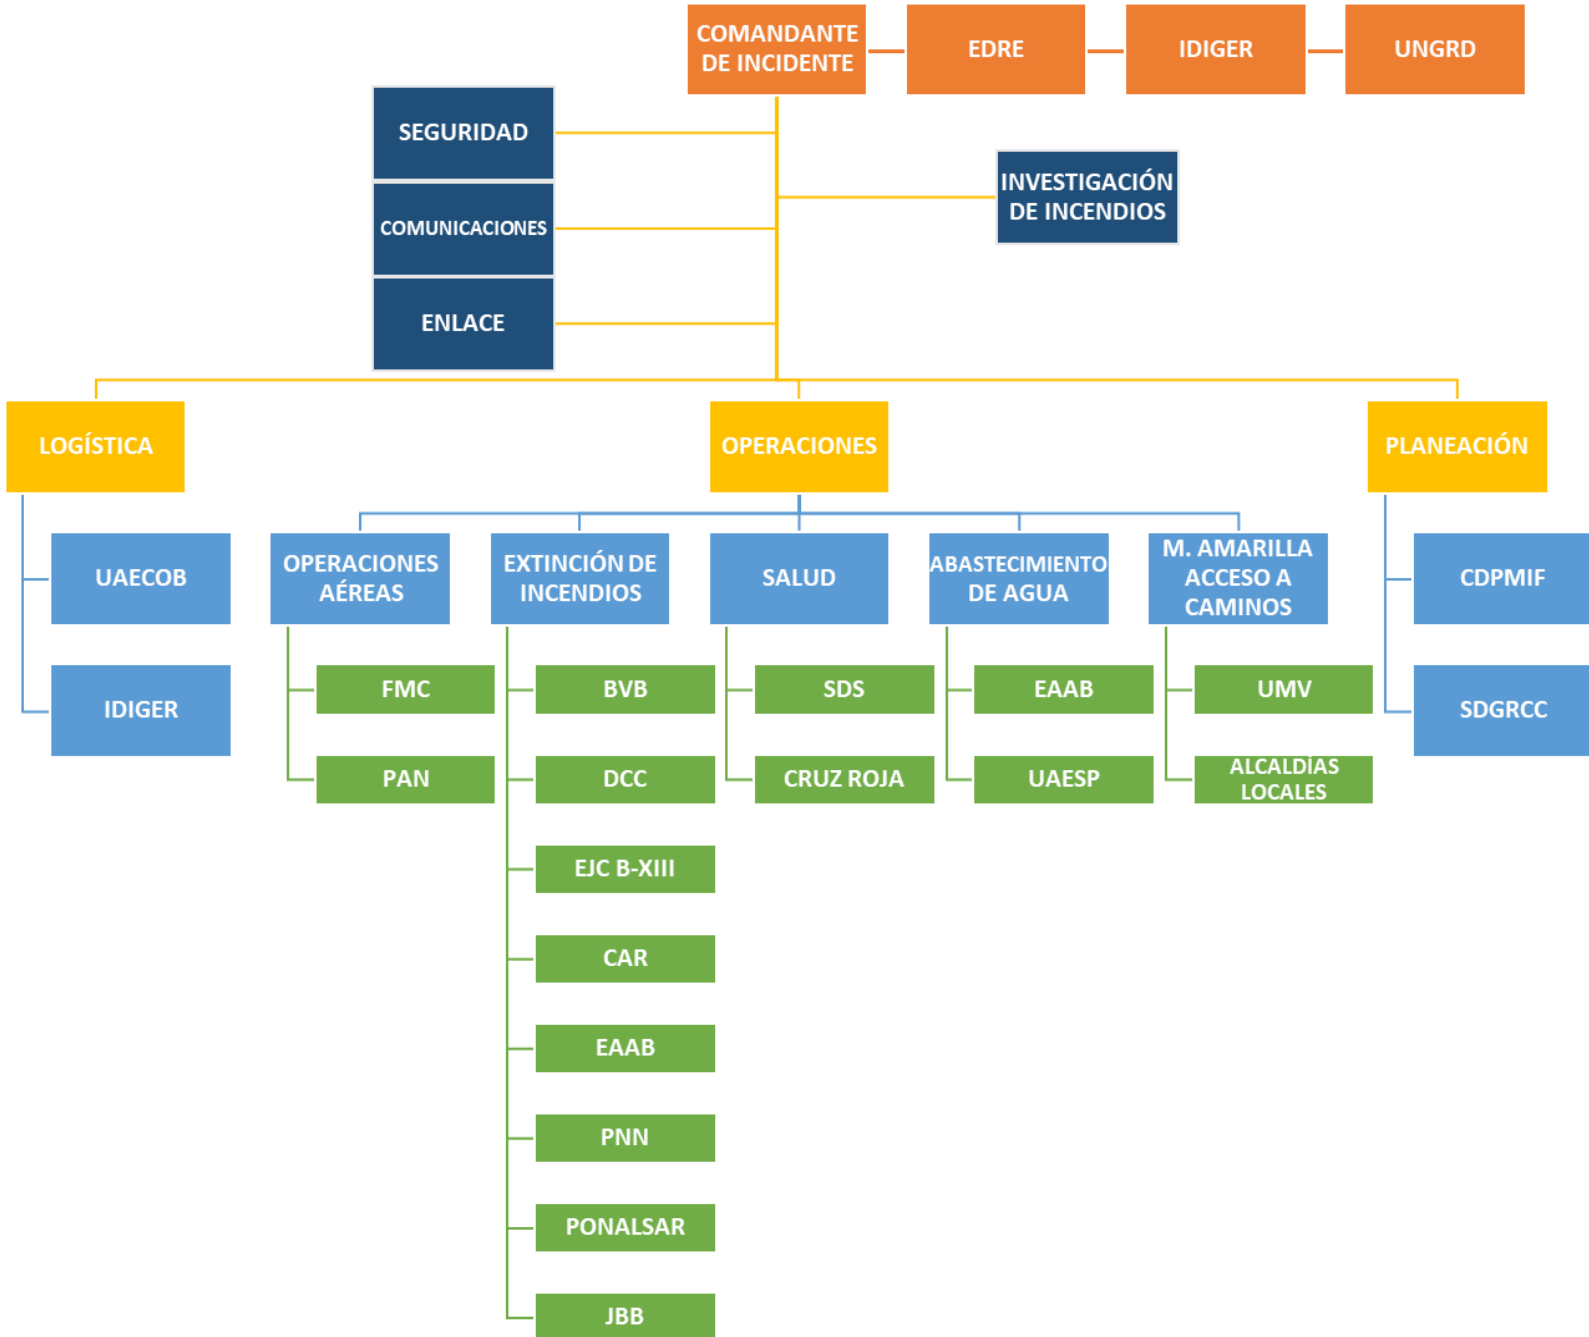 COMANDANTE
DE INCIDENTE
EDRE
IDIGER
UNGRD
SEGURIDAD
COMUNICACIONES
ENLACE
INVESTIGACIÓN
DE INCENDIOS
LOGÍSTICA
OPERACIONES
PLANEACIÓN
UAECOB
IDIGER
OPERACIONES
AÉREAS
FMC
PAN
EXTINCIÓN DE
INCENDIOS
BVB
DCC
EJC B-XIII
CAR
EAAB
PNN
PONALSAR
JBB
SALUD
SDS
CRUZ ROJA
ABASTECIMIENTO
DE AGUA
EAAB
UAESP
M. AMARILLA
ACCESO A
CAMINOS
UMV
ALCALDÍAS
LOCALES
CDPMIF
SDGRCC